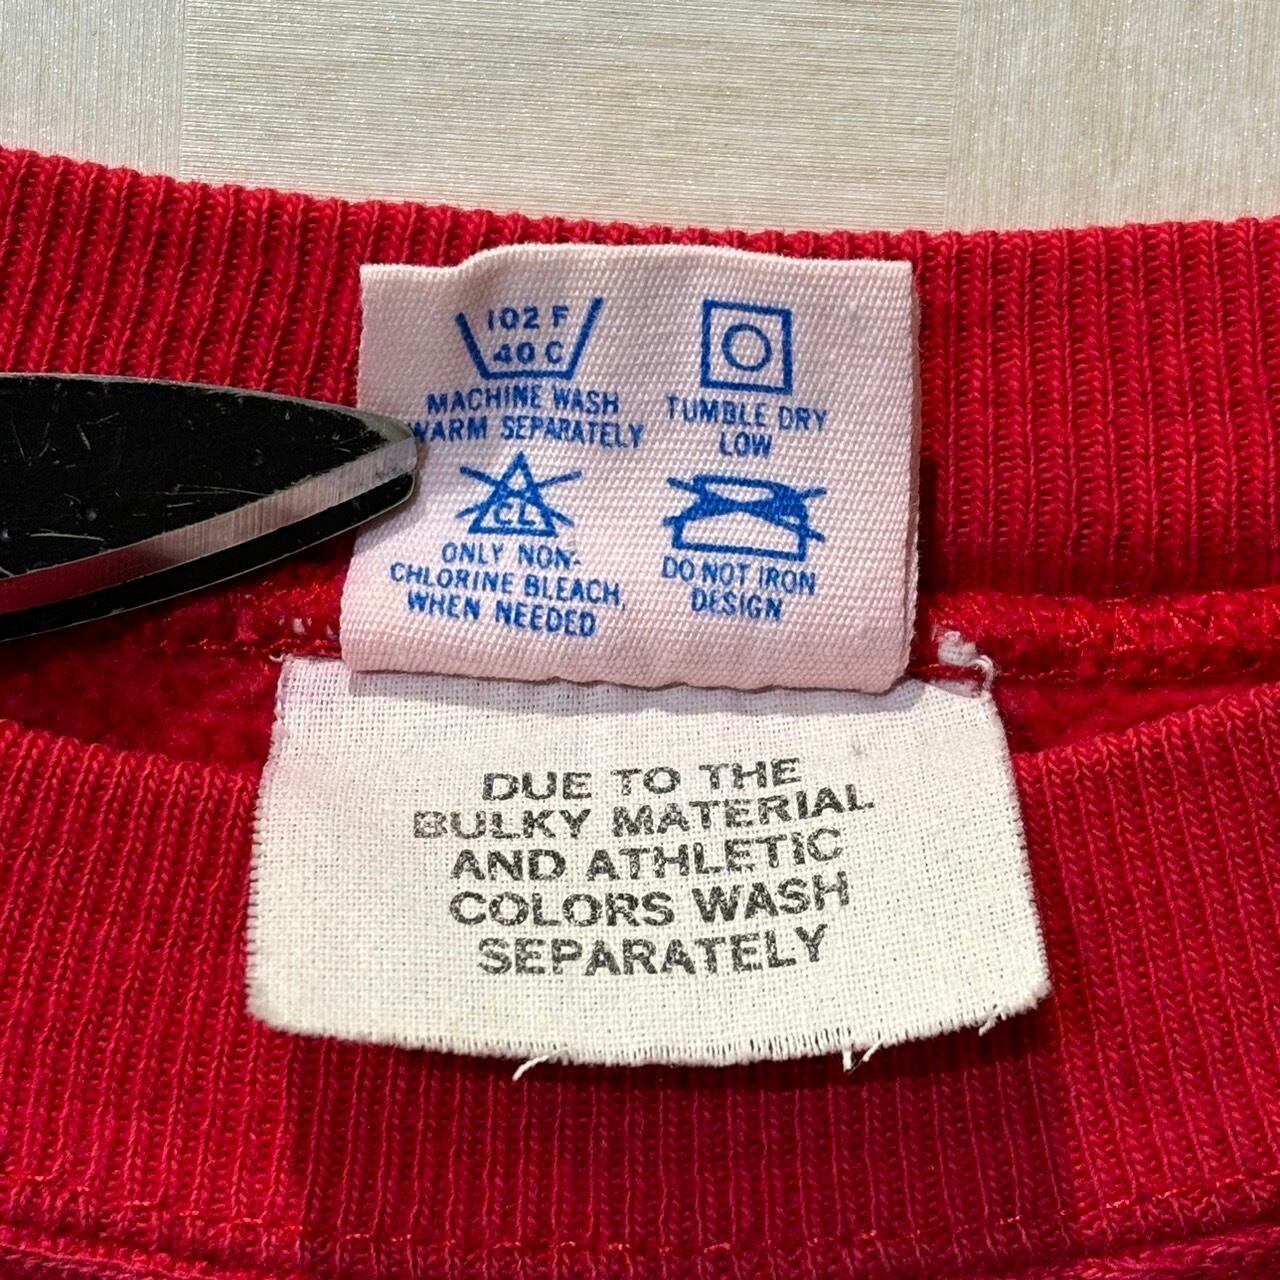 102 F
40 C
MACHINE WASH
WARM SEPARATELY
TUMBLE DRY
LOW
CL
ONLY NON-
CHLORINE BLEACH
WHEN NEEDED
DO NOT IRON
DESIGN
DUE TO THE
BULKY MATERIAL
AND ATHLETIC
COLORS WASH
SEPARATELY